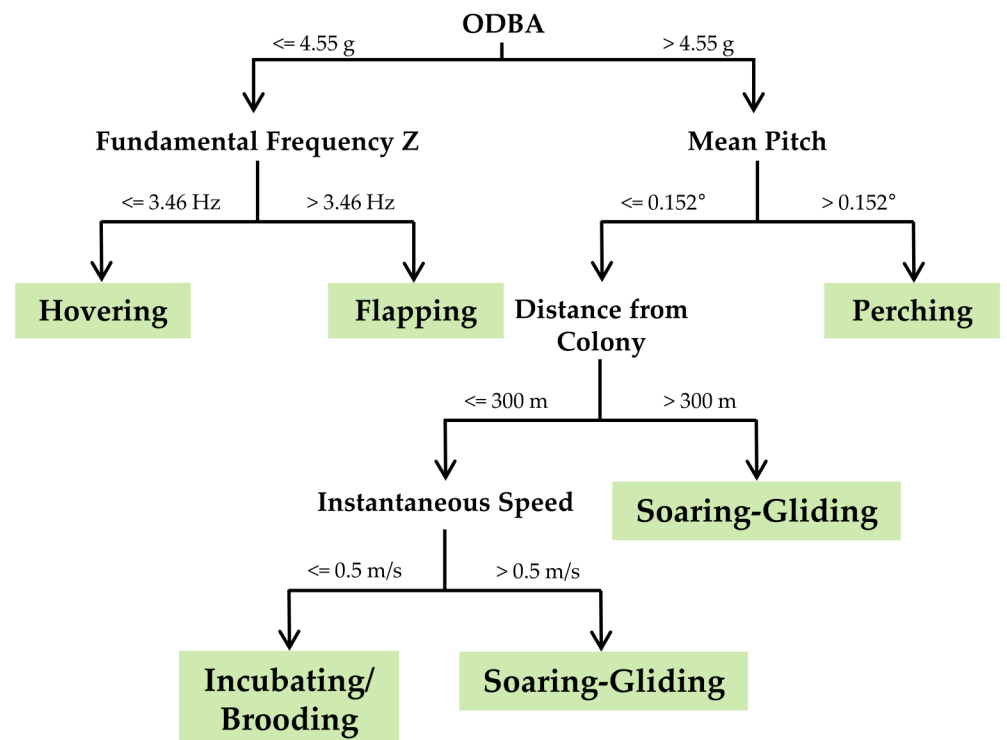 ODBA
<= 4.55 g
> 4.55 g
Fundamental Frequency Z
Mean Pitch
<= 3.46 Hz
> 3.46 Hz
<= 0.152°
> 0.152°
Hovering
Flapping
Distance from
Colony
Perching
<= 300 m
> 300 m
Instantaneous Speed
Soaring-Gliding
<= 0.5 m/s
> 0.5 m/s
Incubating/
Brooding
Soaring-Gliding